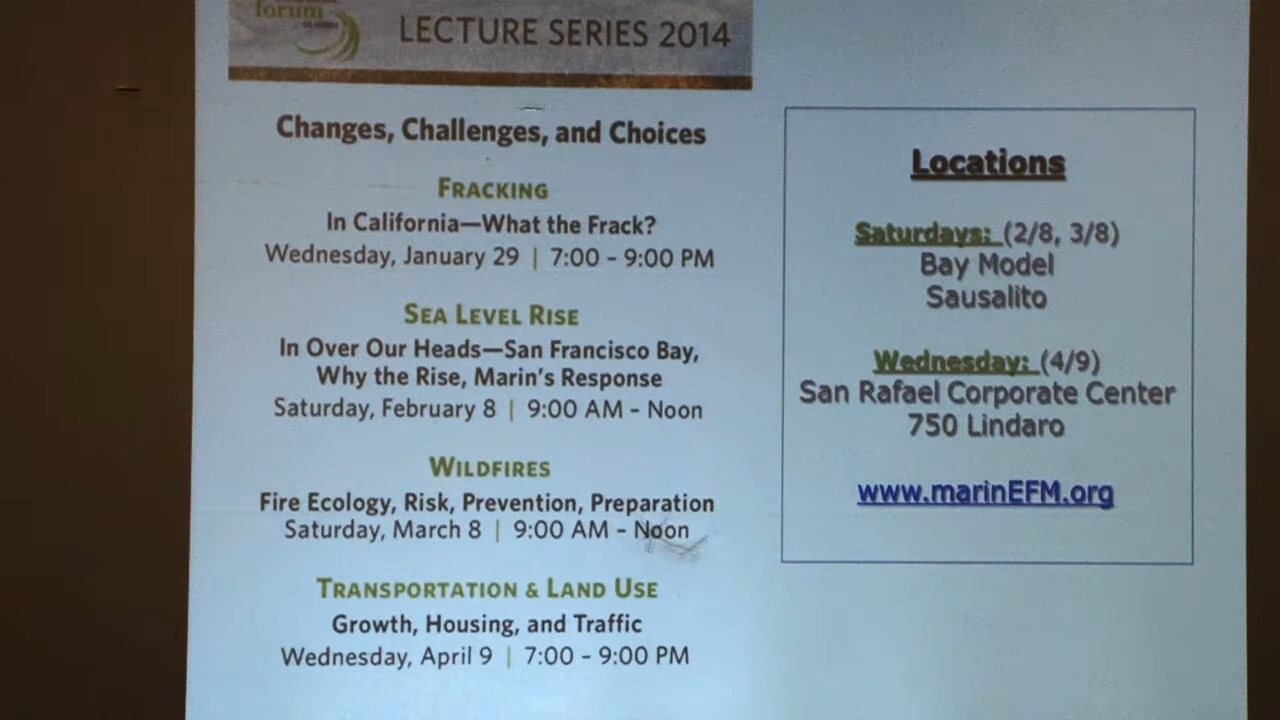 forum
LECTURE SERIES 2014
Changes, Challenges, and Choices
FRACKING
In California—What the Frack?
Wednesday, January 29 | 7:00 – 9:00 PM
SEA LEVEL RISE
In Over Our Heads—San Francisco Bay,
Why the Rise, Marin's Response
Saturday, February 8 | 9:00 AM – Noon
WILDFIRES
Fire Ecology, Risk, Prevention, Preparation
Saturday, March 8 | 9:00 AM – Noon
TRANSPORTATION & LAND USE
Growth, Housing, and Traffic
Wednesday, April 9 | 7:00 – 9:00 PM
Locations
Saturdays: (2/8, 3/8)
Bay Model
Sausalito
Wednesday: (4/9)
San Rafael Corporate Center
750 Lindaro
www.marinEFM.org